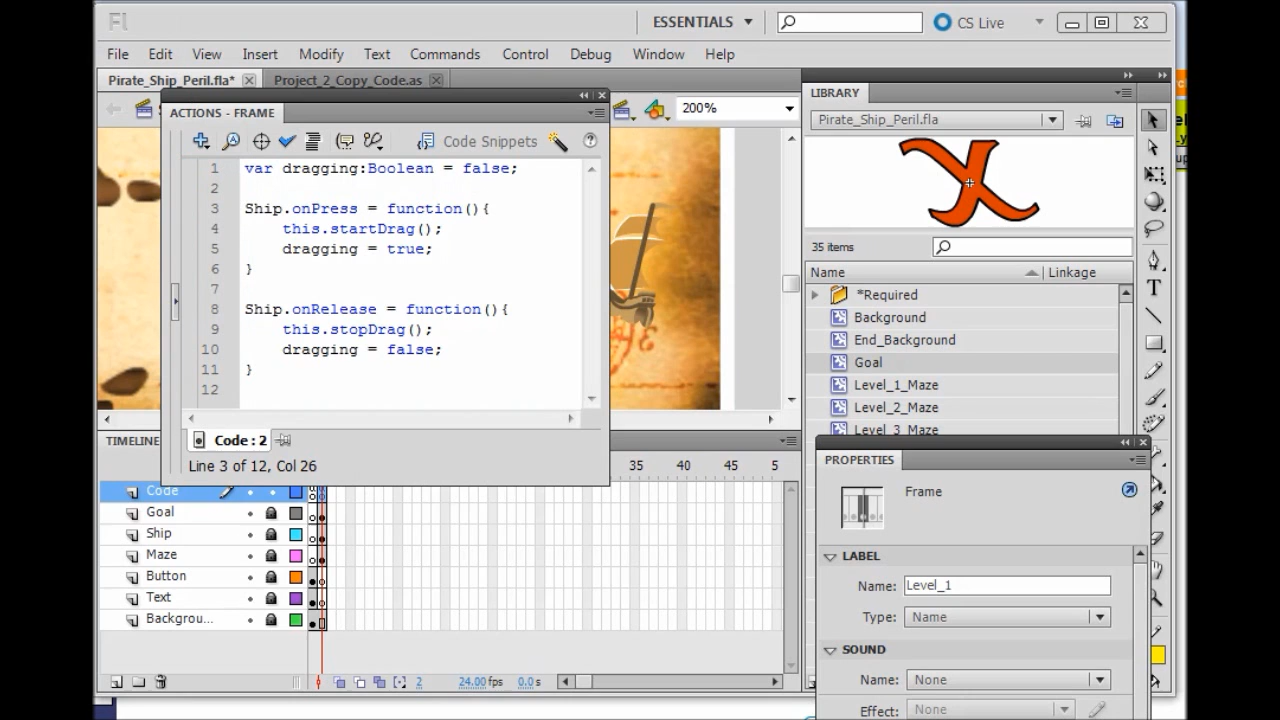 Fl
ESSENTIALS
CS Live
File Edit View Insert Modify Text Commands Control Debug Window Help
Pirate_Ship_Peril.fla* Project_2_Copy_Code.as
200%
ACTIONS - FRAME
Code Snippets
1 var dragging:Boolean = false;
2
3 Ship.onPress = function(){
4 this.startDrag();
5 dragging = true;
6 }
7
8 Ship.onRelease = function(){
9 this.stopDrag();
10 dragging = false;
11 }
12
Code : 2
Line 3 of 12, Col 26
LIBRARY
Pirate_Ship_Peril.fla
35 items
Name Linkage
*Required
Background
End_Background
Goal
Level_1_Maze
Level_2_Maze
Level_3_Maze
TIMELINE
35 40 45 5
Code
Goal
Ship
Maze
Button
Text
Backgrou...
2 24.00fps 0.0s
PROPERTIES
Frame
LABEL
Name: Level_1
Type: Name
SOUND
Name: None
Effect: None